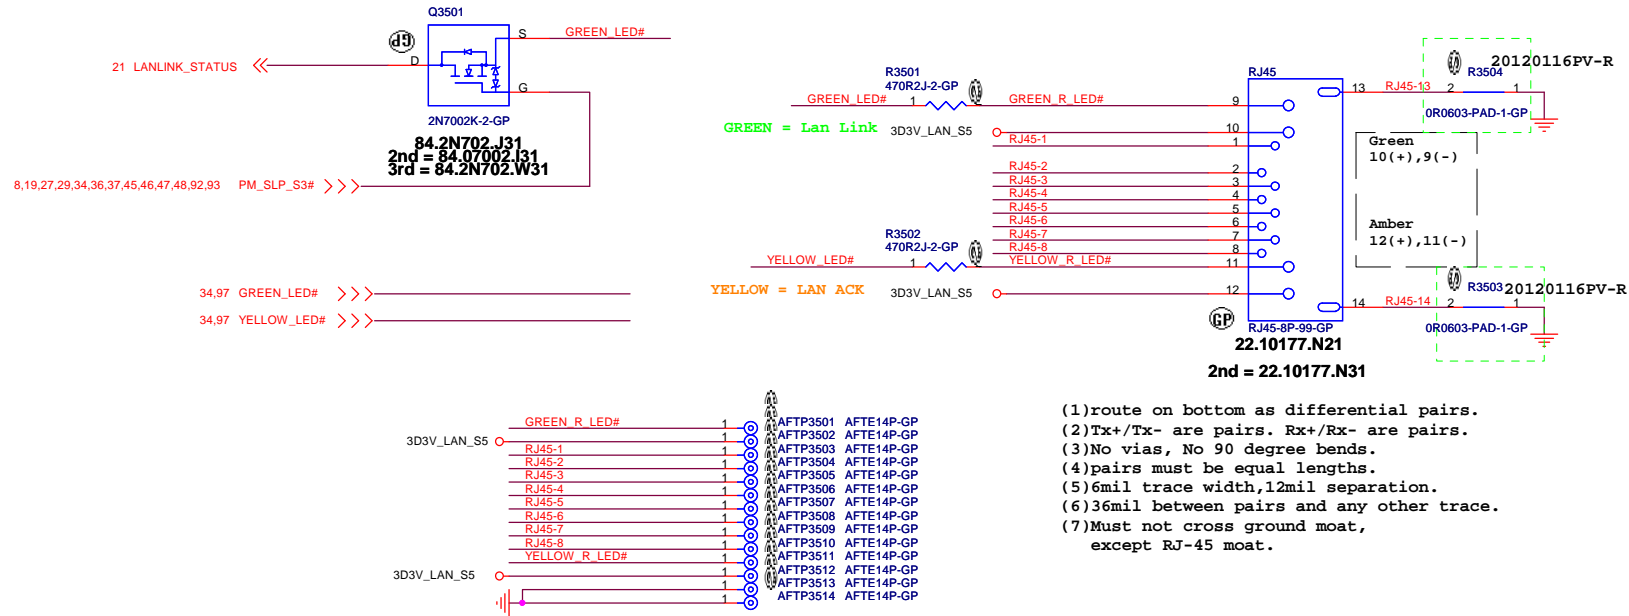 Q3501
GP
S
GREEN_LED#
D
21 LANLINK_STATUS
G
2N7002K-2-GP
84.2N702.J31
2nd = 84.07002.I31
3rd = 84.2N702.W31
8,19,27,29,34,36,37,45,46,47,48,92,93 PM_SLP_S3#
34,97 GREEN_LED#
34,97 YELLOW_LED#
R3501
470R2J-2-GP
GREEN_LED# 1
GREEN_R_LED# 9
GREEN = Lan Link
3D3V_LAN_S5 10
RJ45-1 1
RJ45-2 2
RJ45-3 3
RJ45-4 4
RJ45-5 5
RJ45-6 6
RJ45-7 7
RJ45-8 8
R3502
470R2J-2-GP
YELLOW_LED# 1
YELLOW_R_LED# 11
YELLOW = LAN ACK
3D3V_LAN_S5 12
RJ45
GP
RJ45-8P-99-GP
22.10177.N21
2nd = 22.10177.N31
20120116PV-R
R3504
13 RJ45-13 2 1
0R0603-PAD-1-GP
Green
10(+),9(-)
Amber
12(+),11(-)
R3503 20120116PV-R
14 RJ45-14 2 1
0R0603-PAD-1-GP
GREEN_R_LED# 1 AFTP3501 AFTE14P-GP
3D3V_LAN_S5 1 AFTP3502 AFTE14P-GP
RJ45-1 1 AFTP3503 AFTE14P-GP
RJ45-2 1 AFTP3504 AFTE14P-GP
RJ45-3 1 AFTP3505 AFTE14P-GP
RJ45-4 1 AFTP3506 AFTE14P-GP
RJ45-5 1 AFTP3507 AFTE14P-GP
RJ45-6 1 AFTP3508 AFTE14P-GP
RJ45-7 1 AFTP3509 AFTE14P-GP
RJ45-8 1 AFTP3510 AFTE14P-GP
YELLOW_R_LED# 1 AFTP3511 AFTE14P-GP
3D3V_LAN_S5 1 AFTP3512 AFTE14P-GP
1 AFTP3513 AFTE14P-GP
1 AFTP3514 AFTE14P-GP
(1)route on bottom as differential pairs.
(2)Tx+/Tx- are pairs. Rx+/Rx- are pairs.
(3)No vias, No 90 degree bends.
(4)pairs must be equal lengths.
(5)6mil trace width,12mil separation.
(6)36mil between pairs and any other trace.
(7)Must not cross ground moat,
except RJ-45 moat.